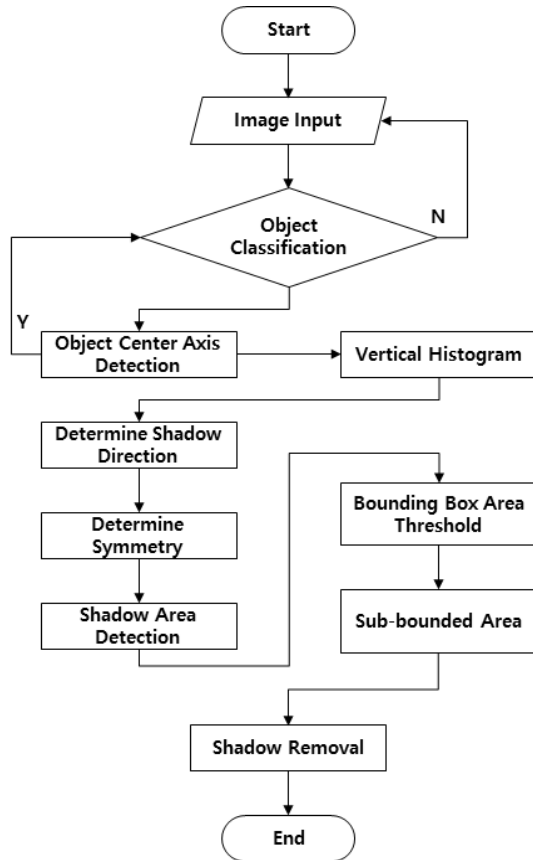 Start
Image Input
N
Object
Classification
Y
Object Center Axis
Detection
Vertical Histogram
Determine Shadow
Direction
Determine
Symmetry
Shadow Area
Detection
Bounding Box Area
Threshold
Sub-bounded Area
Shadow Removal
End